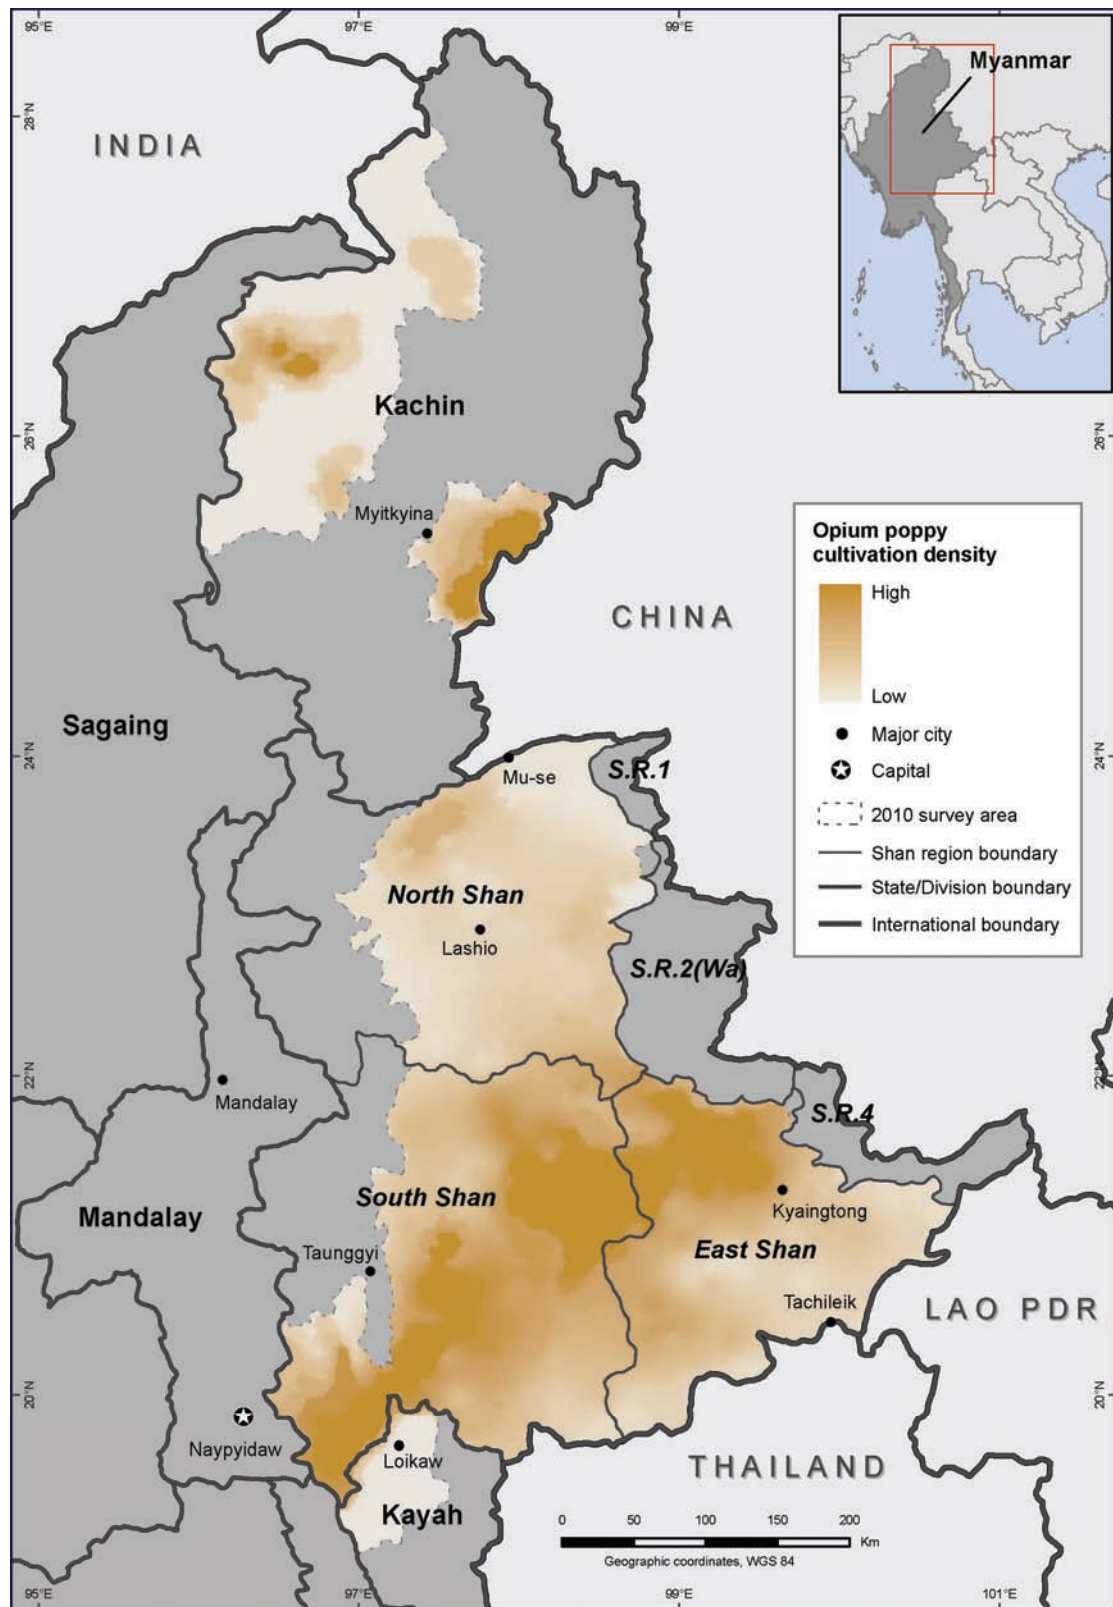 95°E
97°E
99°E
Myanmar
28°N
INDIA
Kachin
26°N
26°N
Myitkyina
Opium poppy
cultivation density
High
Low
Major city
Capital
2010 survey area
Shan region boundary
State/Division boundary
International boundary
CHINA
Sagaing
24°N
24°N
Mu-se
S.R.1
North Shan
Lashio
S.R.2(Wa)
22°N
22°N
Mandalay
S.R.4
South Shan
Kyaingtong
Mandalay
East Shan
Taunggyi
Tachileik
LAO PDR
20°N
20°N
Naypyidaw
Loikaw
THAILAND
Kayah
0 50 100 150 200
Km
Geographic coordinates, WGS 84
95°E
97°E
99°E
101°E